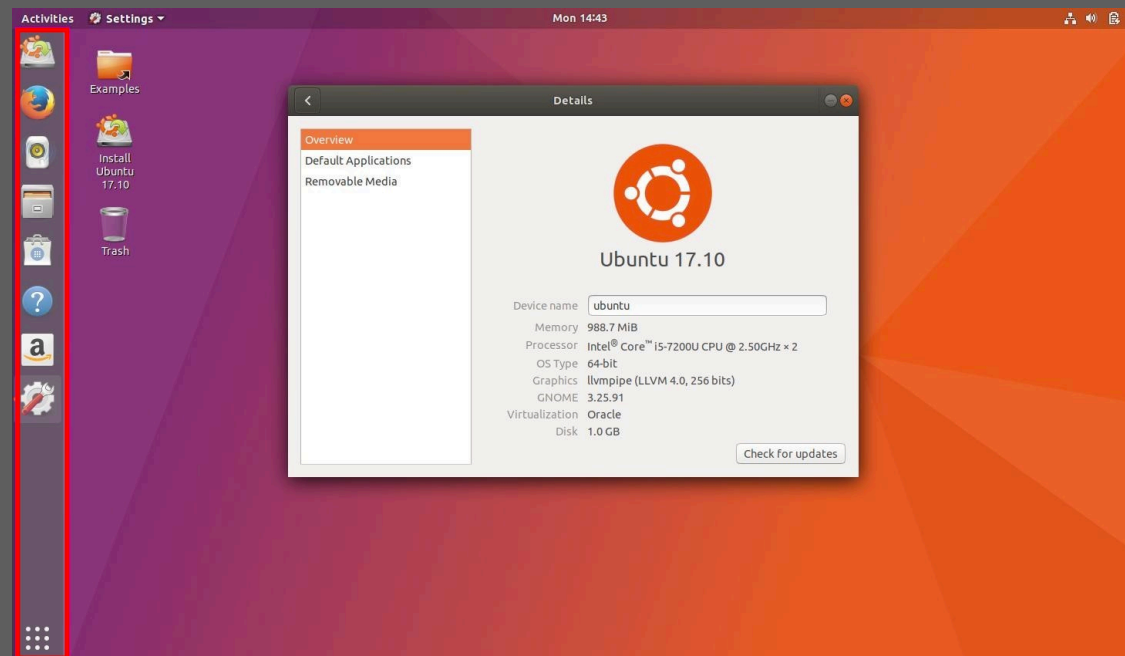 Activities Settings Mon 14:43
Examples
Install
Ubuntu
17.10
Trash
Details
Overview
Default Applications
Removable Media
Ubuntu 17.10
Device name ubuntu
Memory 988.7 MiB
Processor Intel® Core™ i5-7200U CPU @ 2.50GHz × 2
OS Type 64-bit
Graphics llvmpipe (LLVM 4.0, 256 bits)
GNOME 3.25.91
Virtualization Oracle
Disk 1.0 GB
Check for updates
?
a